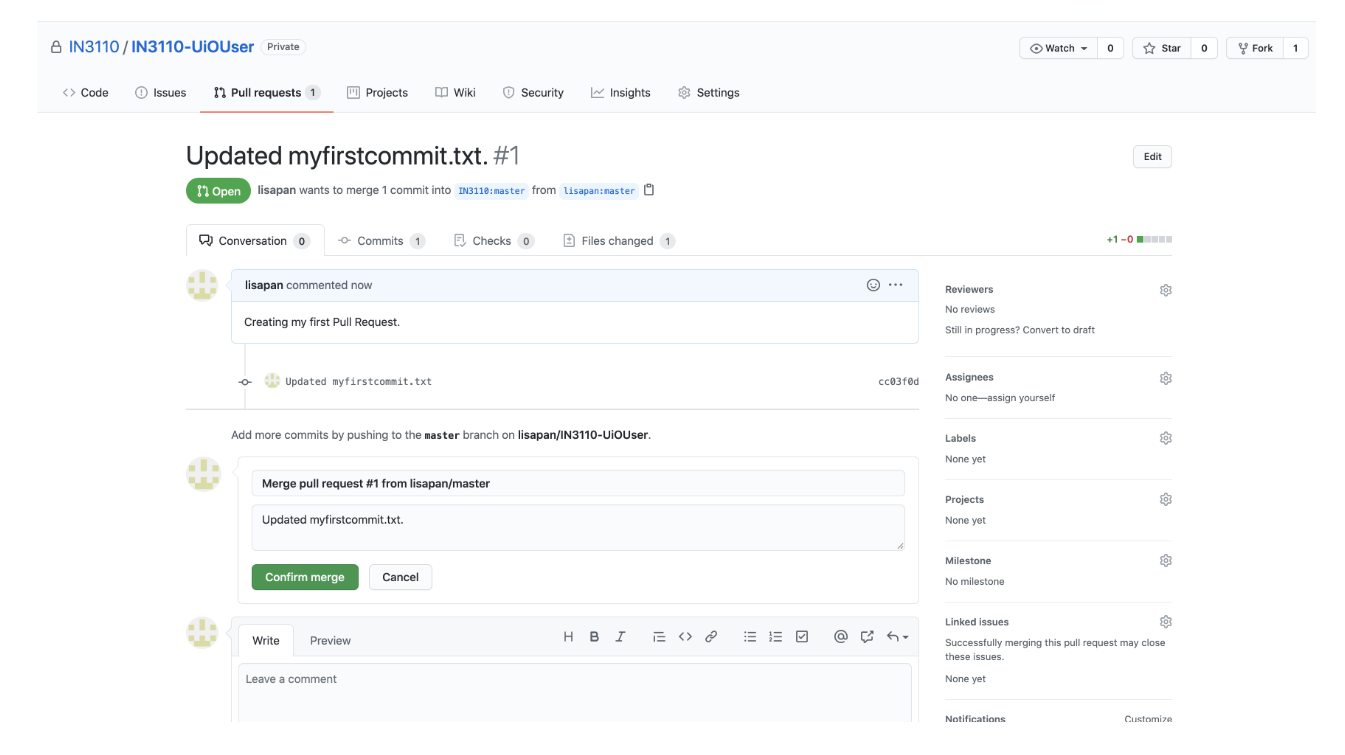 IN3110 / IN3110-UiOUser Private
Watch 0 Star 0 Fork 1
Code Issues Pull requests 1 Projects Wiki Security Insights Settings
Updated myfirstcommit.txt. #1
Edit
Open lisapan wants to merge 1 commit into IN3110:master from lisapan:master
Conversation 0 Commits 1 Checks 0 Files changed 1
+1 −0
lisapan commented now
Creating my first Pull Request.
Updated myfirstcommit.txt cc03f0d
Add more commits by pushing to the master branch on lisapan/IN3110-UiOUser.
Merge pull request #1 from lisapan/master
Updated myfirstcommit.txt.
Confirm merge Cancel
Write Preview
Leave a comment
Reviewers
No reviews
Still in progress? Convert to draft
Assignees
No one—assign yourself
Labels
None yet
Projects
None yet
Milestone
No milestone
Linked issues
Successfully merging this pull request may close
these issues.
None yet
Notifications Customize